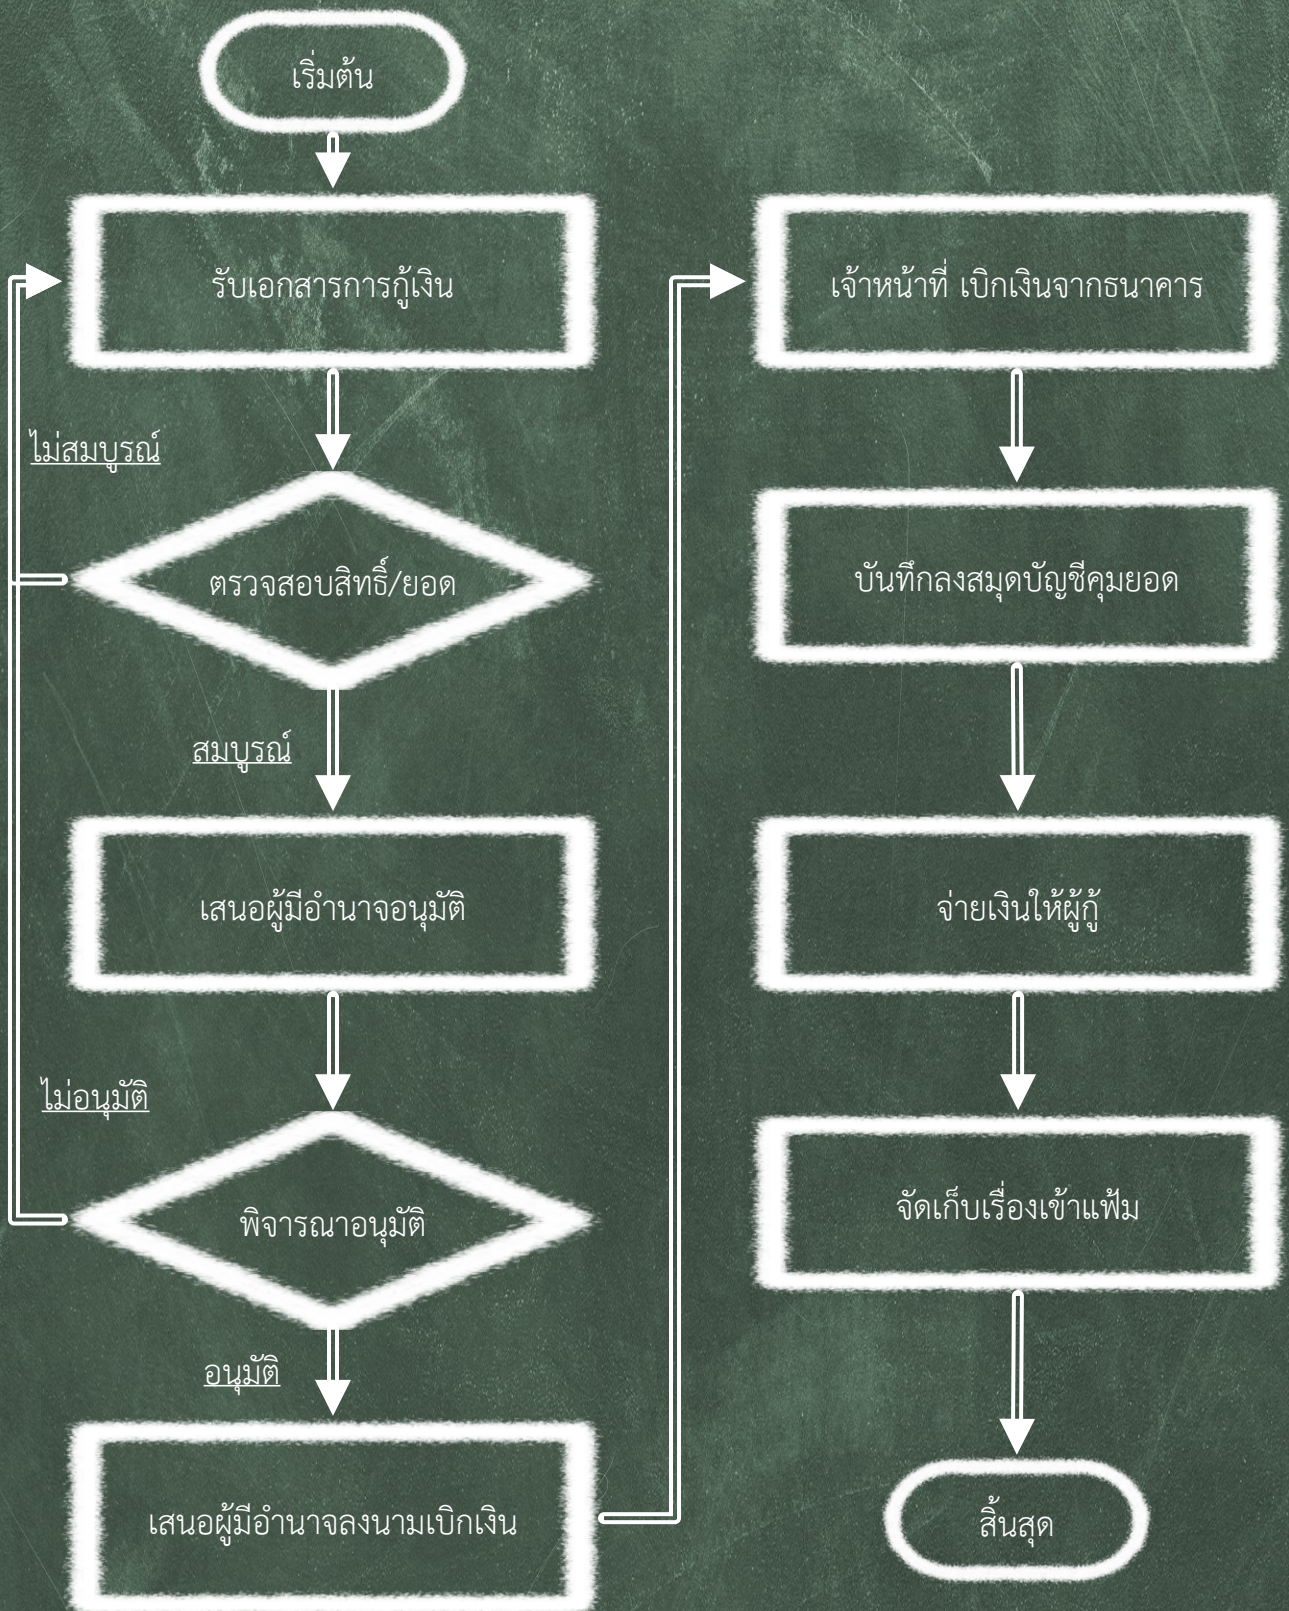 เริ่มต้น
รับเอกสารการกู้เงิน
ไม่สมบูรณ์
ตรวจสอบสิทธิ์/ยอด
สมบูรณ์
เสนอผู้มีอำนาจอนุมัติ
ไม่อนุมัติ
พิจารณาอนุมัติ
อนุมัติ
เสนอผู้มีอำนาจลงนามเบิกเงิน
เจ้าหน้าที่ เบิกเงินจากธนาคาร
บันทึกลงสมุดบัญชีคุมยอด
จ่ายเงินให้ผู้กู้
จัดเก็บเรื่องเข้าแฟ้ม
สิ้นสุด